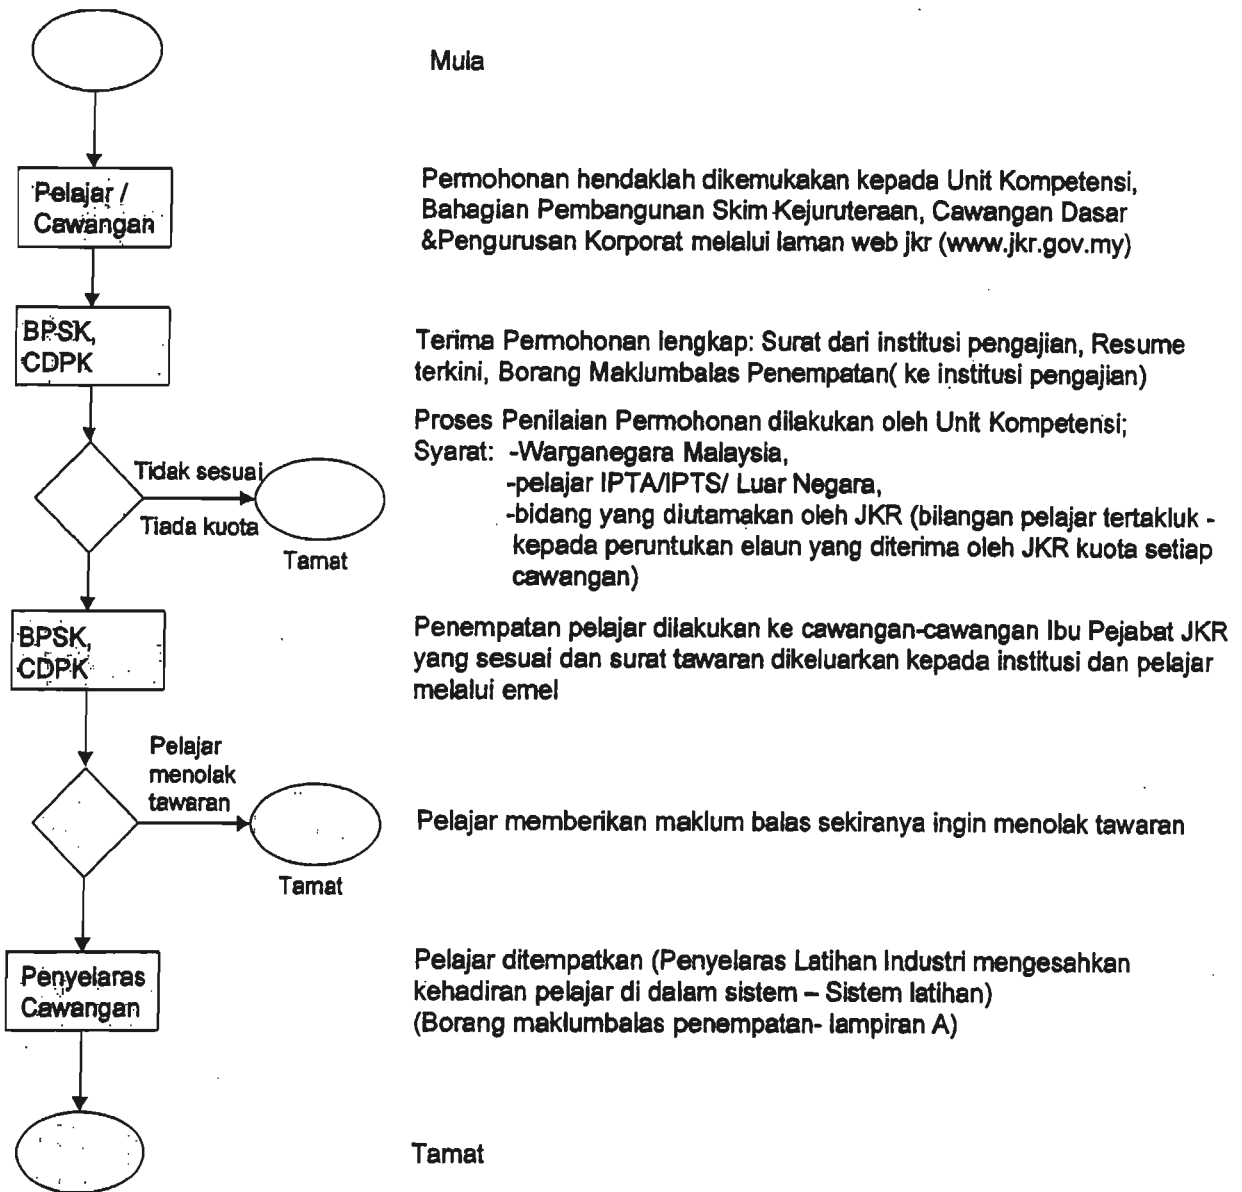 Mula
Pelajar /
Cawangan
Permohonan hendaklah dikemukakan kepada Unit Kompetensi,
Bahagian Pembangunan Skim Kejuruteraan, Cawangan Dasar
&Pengurusan Korporat melalui laman web jkr (www.jkr.gov.my)
BPSK,
CDPK
Terima Permohonan lengkap: Surat dari institusi pengajian, Resume
terkini, Borang Maklumbalas Penempatan( ke institusi pengajian)
Tidak sesuai
Tiada kuota
Tamat
Proses Penilaian Permohonan dilakukan oleh Unit Kompetensi;
Syarat: -Warganegara Malaysia,
-pelajar IPTA/IPTS/ Luar Negara,
-bidang yang diutamakan oleh JKR (bilangan pelajar tertakluk -
kepada peruntukan elaun yang diterima oleh JKR kuota setiap
cawangan)
BPSK,
CDPK
Penempatan pelajar dilakukan ke cawangan-cawangan Ibu Pejabat JKR
yang sesuai dan surat tawaran dikeluarkan kepada institusi dan pelajar
melalui emel
Pelajar
menolak
tawaran
Tamat
Pelajar memberikan maklum balas sekiranya ingin menolak tawaran
Penyelaras
Cawangan
Pelajar ditempatkan (Penyelaras Latihan Industri mengesahkan
kehadiran pelajar di dalam sistem – Sistem latihan)
(Borang maklumbalas penempatan- lampiran A)
Tamat